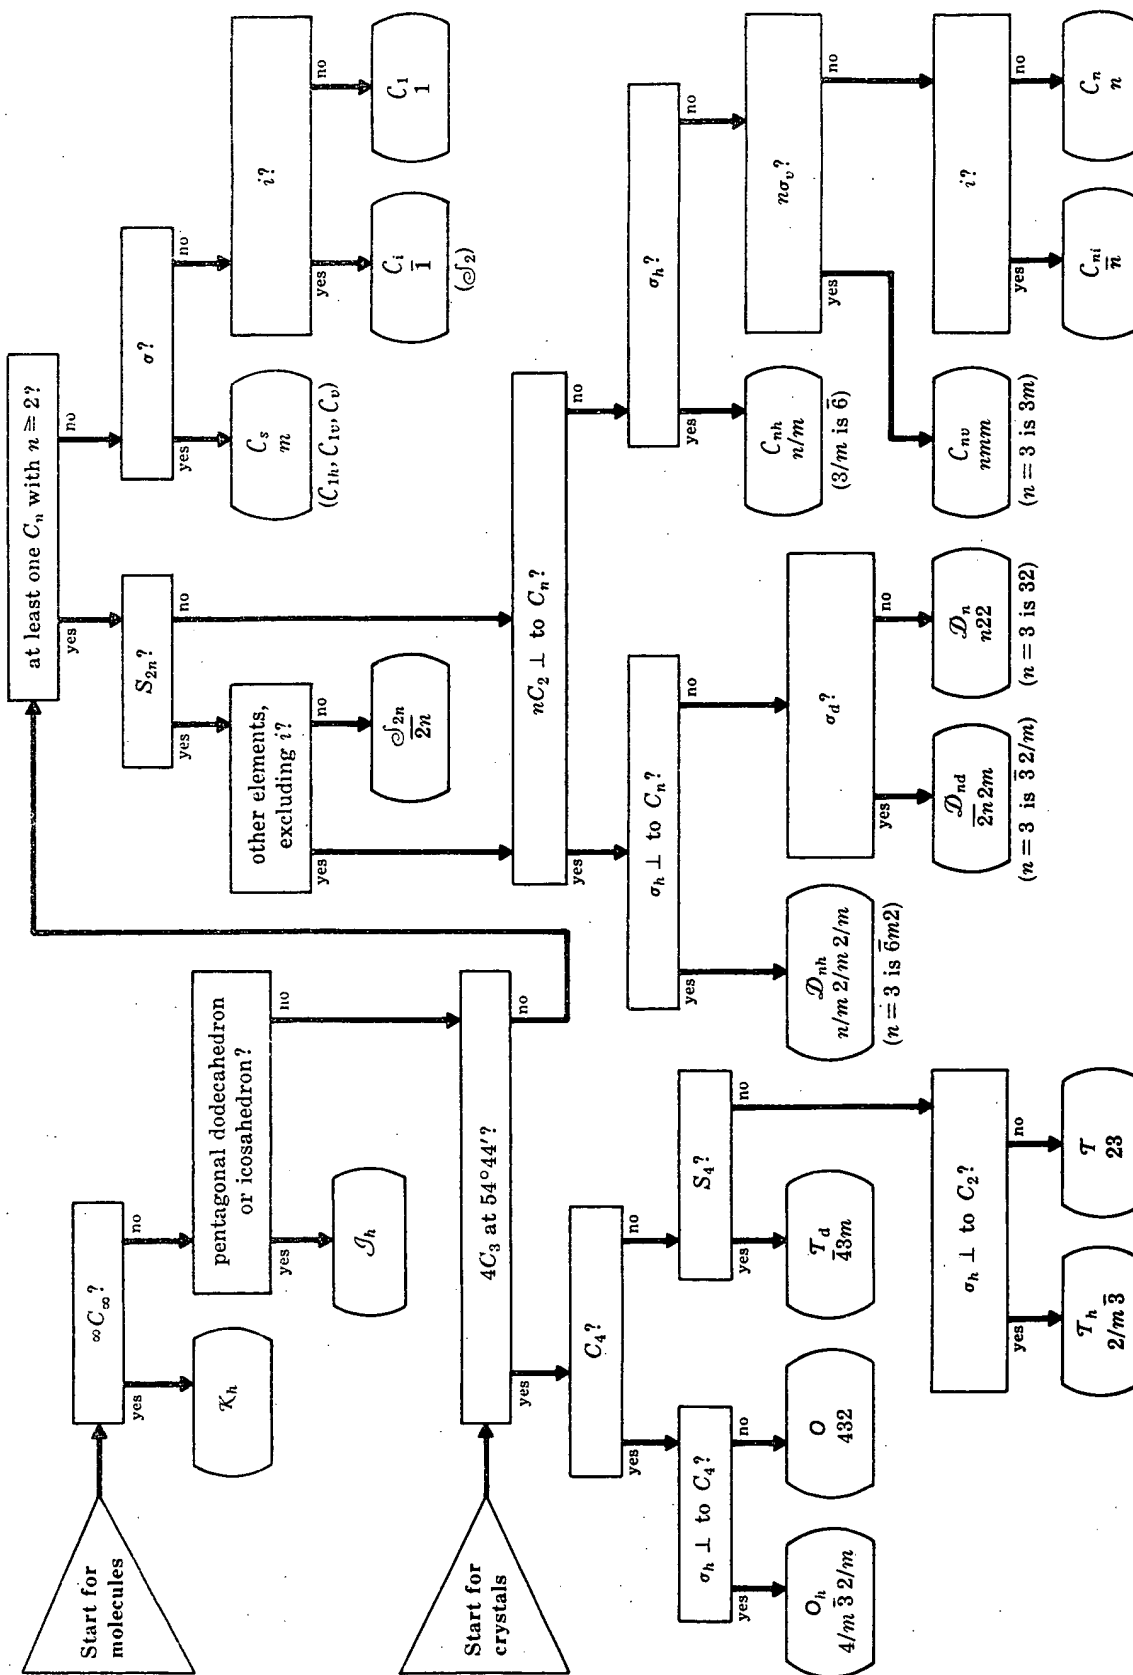 Start for
molecules
∞C∞?
yes
no
𝒦h
pentagonal dodecahedron
or icosahedron?
yes
no
ℐh
Start for
crystals
4C3 at 54°44′?
yes
no
C4?
yes
no
σh ⊥ to C4?
yes
no
Oh
4/m 3̅ 2/m
O
432
S4?
yes
no
Td
4̅3m
σh ⊥ to C2?
yes
no
Th
2/m 3̅
T
23
at least one Cn with n ≥ 2?
yes
no
S2n?
yes
no
other elements,
excluding i?
yes
no
𝒮2n
2̅n̅
σ?
yes
no
Cs
m
(C1h, C1v, Cv)
i?
yes
no
Ci
1̅
(𝒮2)
C1
1
nC2 ⊥ to Cn?
yes
no
σh ⊥ to Cn?
yes
no
𝒟nh
n/m 2/m 2/m
(n = 3 is 6̅m2)
σd?
yes
no
𝒟nd
2̅n̅ 2m
(n = 3 is 3̅ 2/m)
𝒟n
n22
(n = 3 is 32)
σh?
yes
no
Cnh
n/m
(3/m is 6̅)
nσv?
yes
no
Cnv
nmm
(n = 3 is 3m)
i?
yes
no
Cni
n̅
Cn
n